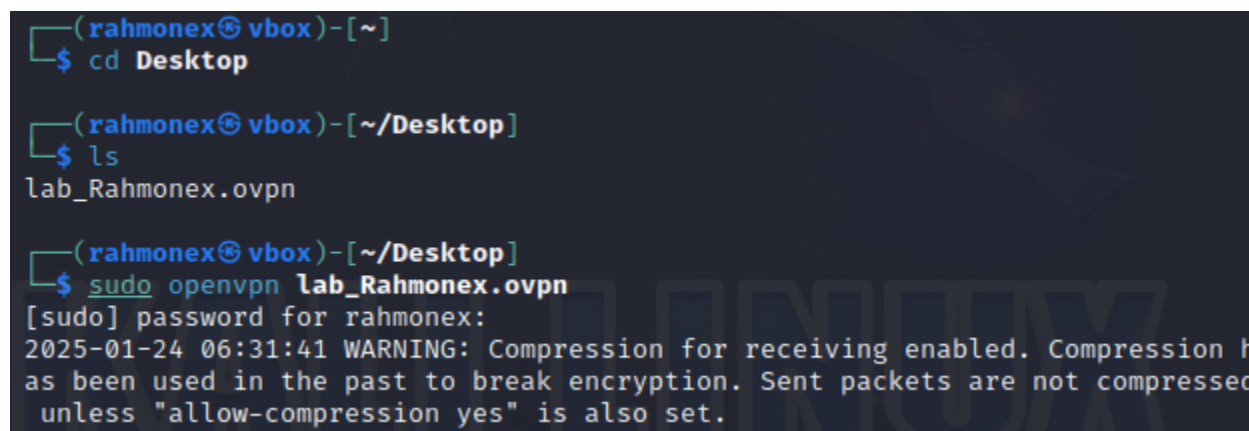 ┌──(rahmonex㉿vbox)-[~]
└─$ cd Desktop
┌──(rahmonex㉿vbox)-[~/Desktop]
└─$ ls
lab_Rahmonex.ovpn
┌──(rahmonex㉿vbox)-[~/Desktop]
└─$ sudo openvpn lab_Rahmonex.ovpn
[sudo] password for rahmonex:
2025-01-24 06:31:41 WARNING: Compression for receiving enabled. Compression h
as been used in the past to break encryption. Sent packets are not compressed
unless "allow-compression yes" is also set.
KALI LINUX